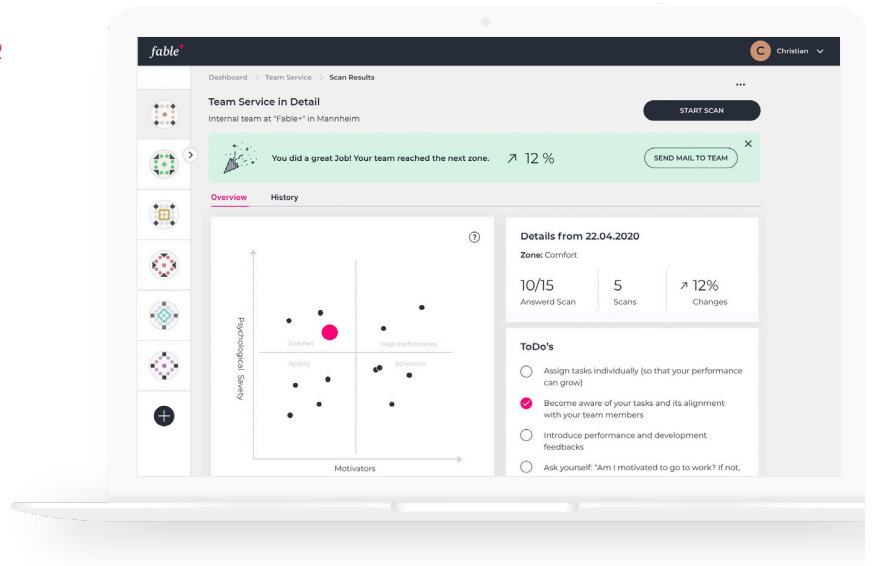 R
fable+
C Christian
Dashboard > Team Service > Scan Results
Team Service in Detail
Internal team at "Fable+" in Mannheim
START SCAN
You did a great Job! Your team reached the next zone.
12 %
SEND MAIL TO TEAM
Overview
History
?
Psychological Savety
Comfort
High Performance
Apathy
Activision
Motivators
Details from 22.04.2020
Zone: Comfort
10/15
Answerd Scan
5
Scans
12%
Changes
ToDo's
Assign tasks individually (so that your performance
can grow)
Become aware of your tasks and its alignment
with your team members
Introduce performance and development
feedbacks
Ask yourself: "Am I motivated to go to work? If not,